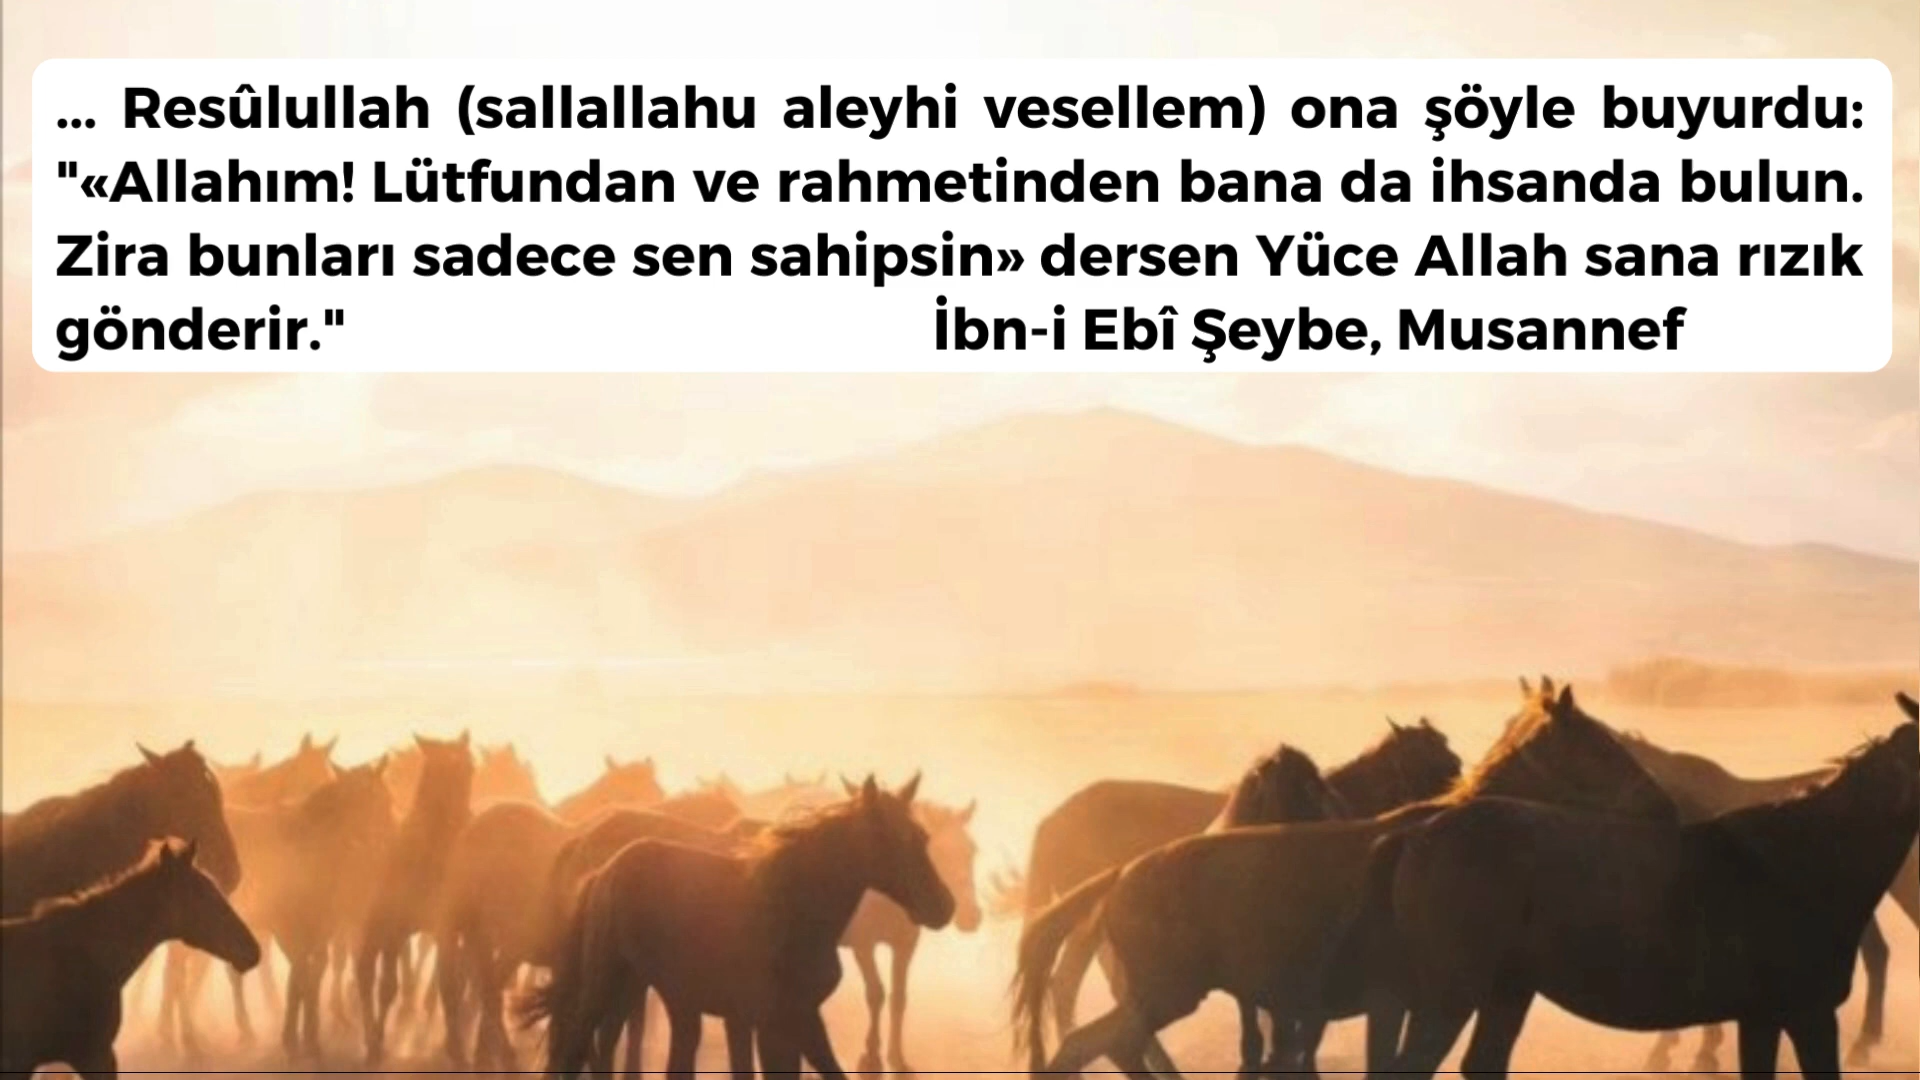 ... Resûlullah (sallallahu aleyhi vesellem) ona şöyle buyurdu:
"«Allahım! Lütfundan ve rahmetinden bana da ihsanda bulun.
Zira bunları sadece sen sahipsin» dersen Yüce Allah sana rızık
gönderir." İbn-i Ebî Şeybe, Musannef